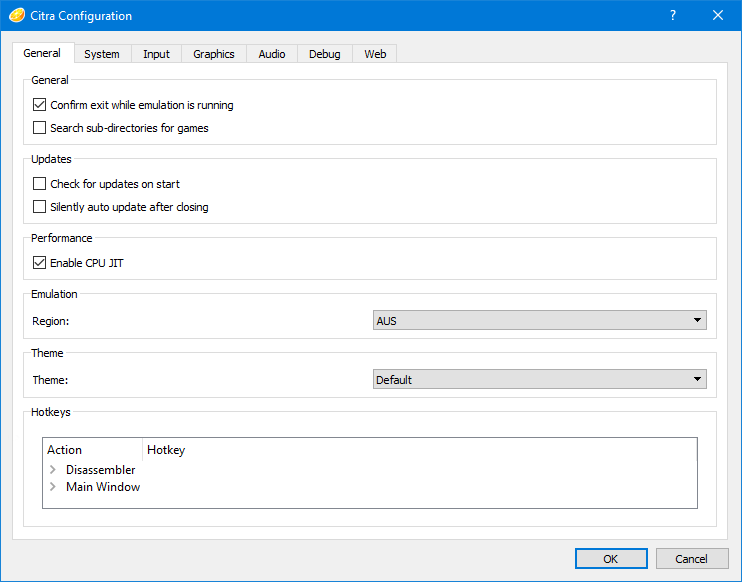 Citra Configuration
?
General System Input Graphics Audio Debug Web
General
Confirm exit while emulation is running
Search sub-directories for games
Updates
Check for updates on start
Silently auto update after closing
Performance
Enable CPU JIT
Emulation
Region: AUS
Theme
Theme: Default
Hotkeys
Action Hotkey
Disassembler
Main Window
OK Cancel